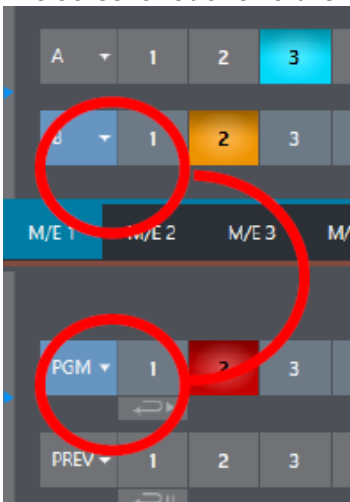 A 1 2 3
B 1 2 3
M/E 1 M/E 2 M/E 3
PGM 1 2 3
PREV 1 2 3